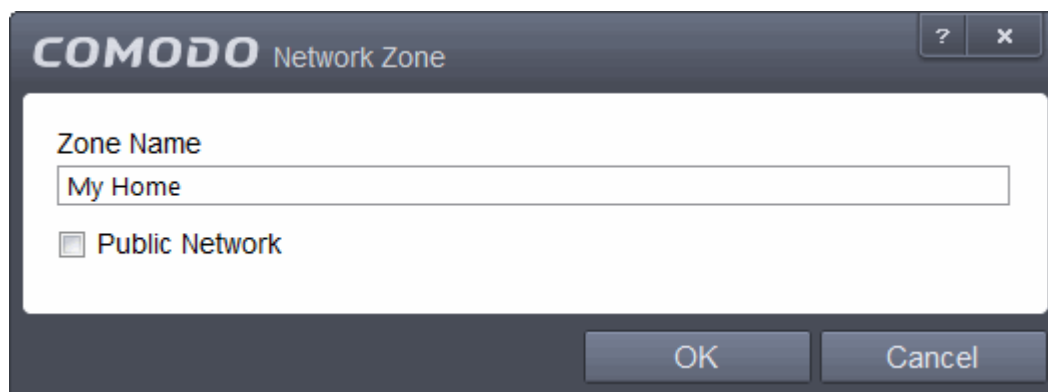 COMODO Network Zone ? x
Zone Name
My Home
Public Network
OK Cancel